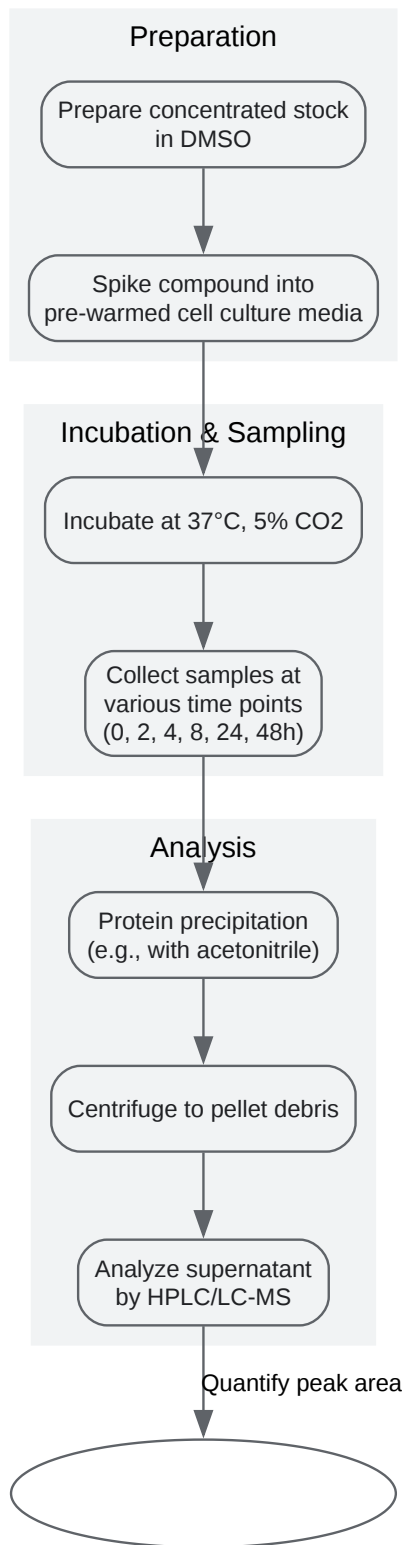 Preparation
Prepare concentrated stock
in DMSO
Spike compound into
pre-warmed cell culture media
Incubation & Sampling
Incubate at 37°C, 5% CO2
Collect samples at
various time points
(0, 2, 4, 8, 24, 48h)
Analysis
Protein precipitation
(e.g., with acetonitrile)
Centrifuge to pellet debris
Analyze supernatant
by HPLC/LC-MS
Quantify peak area